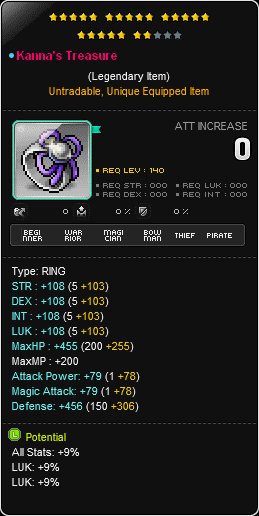 Kanna's Treasure
(Legendary Item)
Untradable, Unique Equipped Item
ATT INCREASE
0
REQ LEV : 140
REQ STR : 000 REQ LUK : 000
REQ DEX : 000 REQ INT : 000
0 0 % 0 %
BEGINNER WARRIOR MAGICIAN BOWMAN THIEF PIRATE
Type: RING
STR : +108 (5 +103)
DEX : +108 (5 +103)
INT : +108 (5 +103)
LUK : +108 (5 +103)
MaxHP : +455 (200 +255)
MaxMP : +200
Attack Power: +79 (1 +78)
Magic Attack: +79 (1 +78)
Defense: +456 (150 +306)
L Potential
All Stats: +9%
LUK: +9%
LUK: +9%